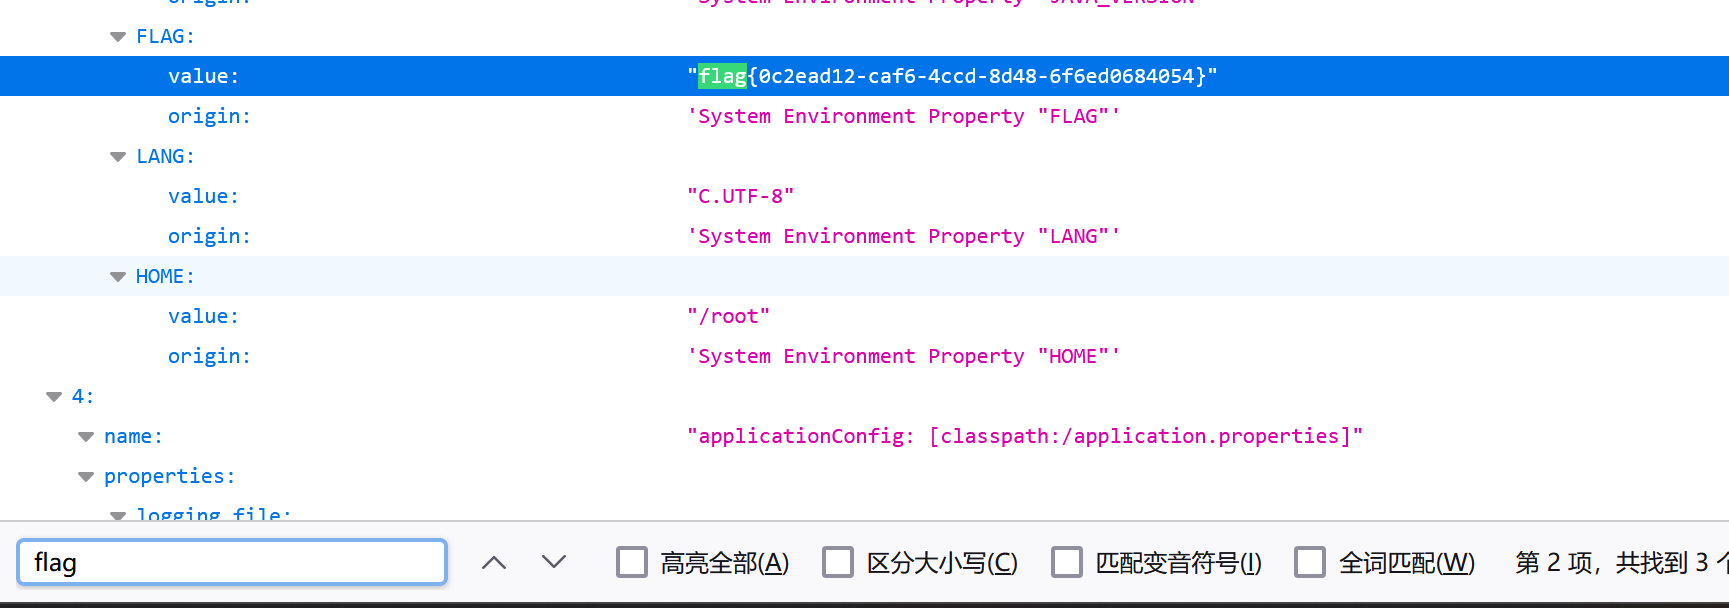 'System Environment Property "JAVA_VERSION"'
FLAG:
value: "flag{0c2ead12-caf6-4ccd-8d48-6f6ed0684054}"
origin: 'System Environment Property "FLAG"'
LANG:
value: "C.UTF-8"
origin: 'System Environment Property "LANG"'
HOME:
value: "/root"
origin: 'System Environment Property "HOME"'
4:
name: "applicationConfig: [classpath:/application.properties]"
properties:
logging.file:
flag 高亮全部(A) 区分大小写(C) 匹配变音符号(I) 全词匹配(W) 第 2 项，共找到 3